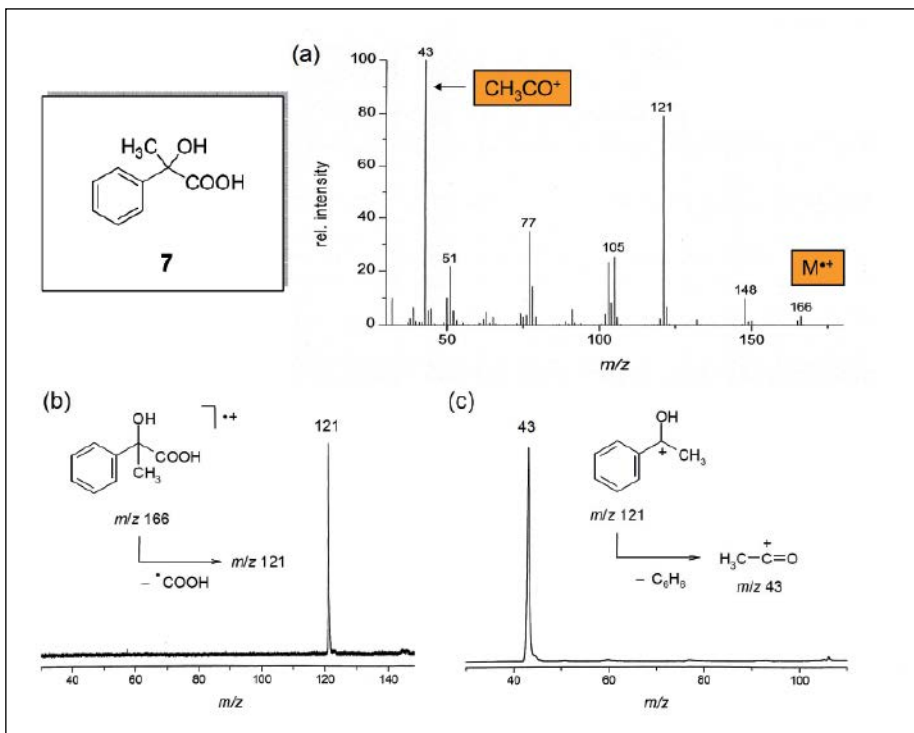 (a)
43
CH₃CO⁺
121
77
51
105
148
M•+
166
rel. intensity
100
80
60
40
20
0
50
100
150
m/z
H₃C OH
COOH
7
(b)
OH
COOH
CH₃
•+
m/z 166
m/z 121
– •COOH
121
40
60
80
100
120
140
m/z
(c)
43
OH
+
CH₃
m/z 121
– C₆H₆
+
H₃C–C=O
m/z 43
40
60
80
100
m/z